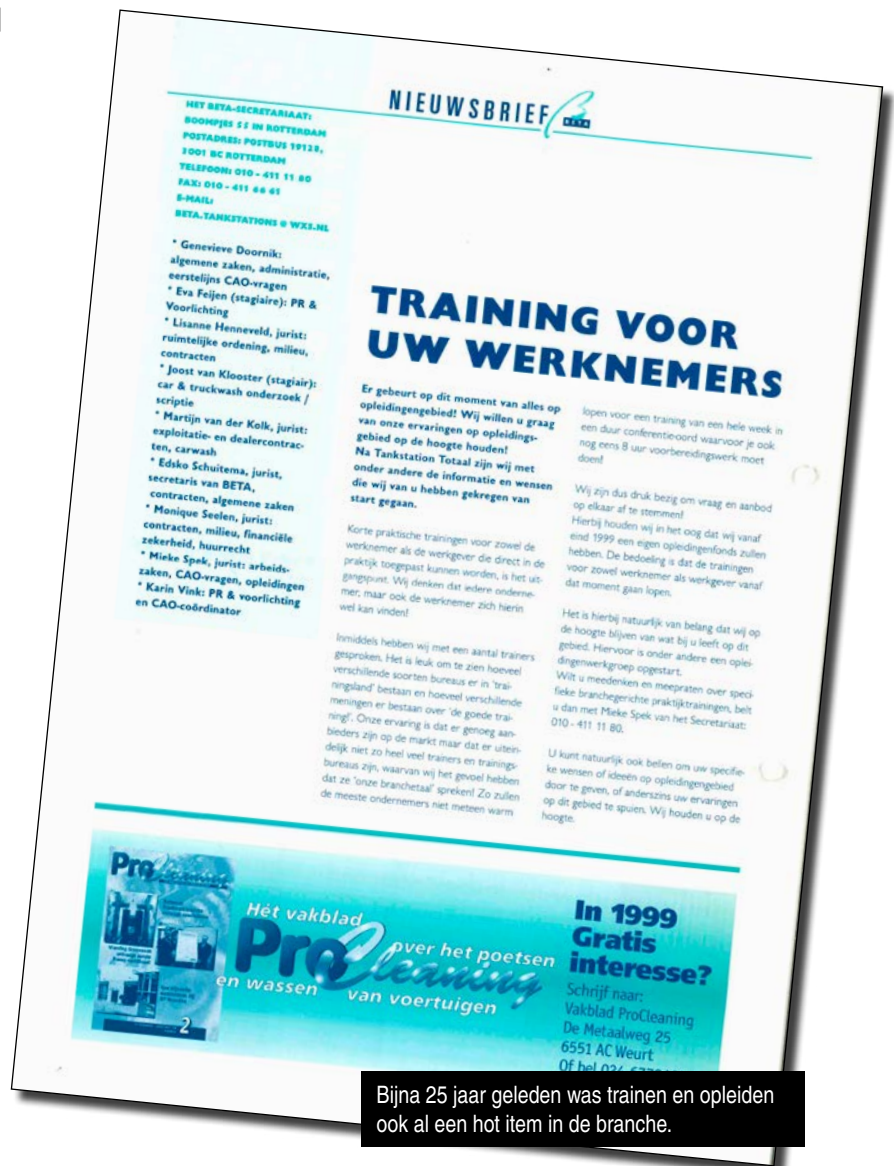 NIEUWSBRIEF BETA
HET BETA-SECRETARIAAT:
BOOMPJES 55 IN ROTTERDAM
POSTADRES: POSTBUS 19128,
3001 BC ROTTERDAM
TELEFOON: 010 - 411 11 80
FAX: 010 - 411 66 61
E-MAIL:
BETA.TANKSTATIONS @ WXS.NL
* Genevieve Doornik:
algemene zaken, administratie,
eerstelijns CAO-vragen
* Eva Feijen (stagiaire): PR &
Voorlichting
* Lisanne Henneveld, jurist:
ruimtelijke ordening, milieu,
contracten
* Joost van Klooster (stagiair):
car & truckwash onderzoek /
scriptie
* Martijn van der Kolk, jurist:
exploitatie- en dealercontrac-
ten, carwash
* Edsko Schuitema, jurist,
secretaris van BETA,
contracten, algemene zaken
* Monique Seelen, jurist:
contracten, milieu, financiële
zekerheid, huurrecht
* Mieke Spek, jurist: arbeids-
zaken, CAO-vragen, opleidingen
* Karin Vink: PR & voorlichting
en CAO-coördinator
TRAINING VOOR
UW WERKNEMERS
Er gebeurt op dit moment van alles op
opleidingengebied! Wij willen u graag
van onze ervaringen op opleidings-
gebied op de hoogte houden!
Na Tankstation Totaal zijn wij met
onder andere de informatie en wensen
die wij van u hebben gekregen van
start gegaan.
Korte praktische trainingen voor zowel de
werknemer als de werkgever die direct in de
praktijk toegepast kunnen worden, is het uit-
gangspunt. Wij denken dat iedere onderne-
mer, maar ook de werknemer zich hierin
wel kan vinden!
Inmiddels hebben wij met een aantal trainers
gesproken. Het is leuk om te zien hoeveel
verschillende soorten bureaus er in 'trai-
ningsland' bestaan en hoeveel verschillende
meningen er bestaan over 'de goede trai-
ning!'. Onze ervaring is dat er genoeg aan-
bieders zijn op de markt maar dat er uitein-
delijk niet zo heel veel trainers en trainings-
bureaus zijn, waarvan wij het gevoel hebben
dat ze 'onze branchetaal' spreken! Zo zullen
de meeste ondernemers niet meteen warm
lopen voor een training van een hele week in
een duur conferentie-oord waarvoor je ook
nog eens 8 uur voorbereidingswerk moet
doen!
Wij zijn dus druk bezig om vraag en aanbod
op elkaar af te stemmen!
Hierbij houden wij in het oog dat wij vanaf
eind 1999 een eigen opleidingenfonds zullen
hebben. De bedoeling is dat de trainingen
voor zowel werknemer als werkgever vanaf
dat moment gaan lopen.
Het is hierbij natuurlijk van belang dat wij op
de hoogte blijven van wat bij u leeft op dit
gebied. Hiervoor is onder andere een oplei-
dingenwerkgroep opgestart.
Wilt u meedenken en meepraten over speci-
fieke branchegerichte praktijktrainingen, belt
u dan met Mieke Spek van het Secretariaat:
010 - 411 11 80.
U kunt natuurlijk ook bellen om uw specifie-
ke wensen of ideeën op opleidingengebied
door te geven, of anderszins uw ervaringen
op dit gebied te spuien. Wij houden u op de
hoogte.
ProCleaning
2
Hét vakblad
ProCleaning
over het poetsen
en wassen van voertuigen
In 1999
Gratis
interesse?
Schrijf naar:
Vakblad ProCleaning
De Metaalweg 25
6551 AC Weurt
Of bel 024
Bijna 25 jaar geleden was trainen en opleiden
ook al een hot item in de branche.